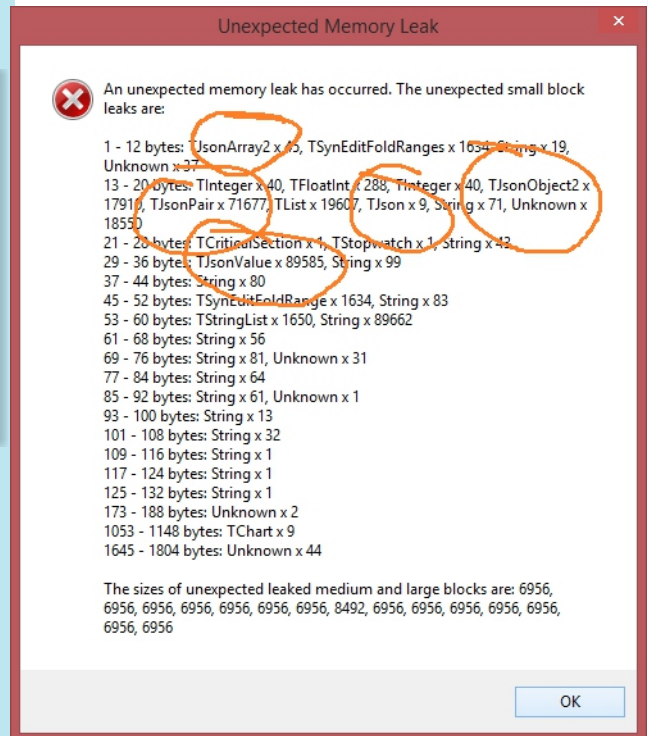 Unexpected Memory Leak
An unexpected memory leak has occurred. The unexpected small block
leaks are:
1 - 12 bytes: TJsonArray2 x 45, TSynEditFoldRanges x 1634, String x 19,
Unknown x 37
13 - 20 bytes: TInteger x 40, TFloatInt x 288, TInteger x 40, TJsonObject2 x
17910, TJsonPair x 71677, TList x 19607, TJson x 9, String x 71, Unknown x
18550
21 - 28 bytes: TCriticalSection x 1, TStopwatch x 1, String x 43
29 - 36 bytes: TJsonValue x 89585, String x 99
37 - 44 bytes: String x 80
45 - 52 bytes: TSynEditFoldRange x 1634, String x 83
53 - 60 bytes: TStringList x 1650, String x 89662
61 - 68 bytes: String x 56
69 - 76 bytes: String x 81, Unknown x 31
77 - 84 bytes: String x 64
85 - 92 bytes: String x 61, Unknown x 1
93 - 100 bytes: String x 13
101 - 108 bytes: String x 32
109 - 116 bytes: String x 1
117 - 124 bytes: String x 1
125 - 132 bytes: String x 1
173 - 188 bytes: Unknown x 2
1053 - 1148 bytes: TChart x 9
1645 - 1804 bytes: Unknown x 44
The sizes of unexpected leaked medium and large blocks are: 6956,
6956, 6956, 6956, 6956, 6956, 6956, 8492, 6956, 6956, 6956, 6956, 6956,
6956, 6956
OK